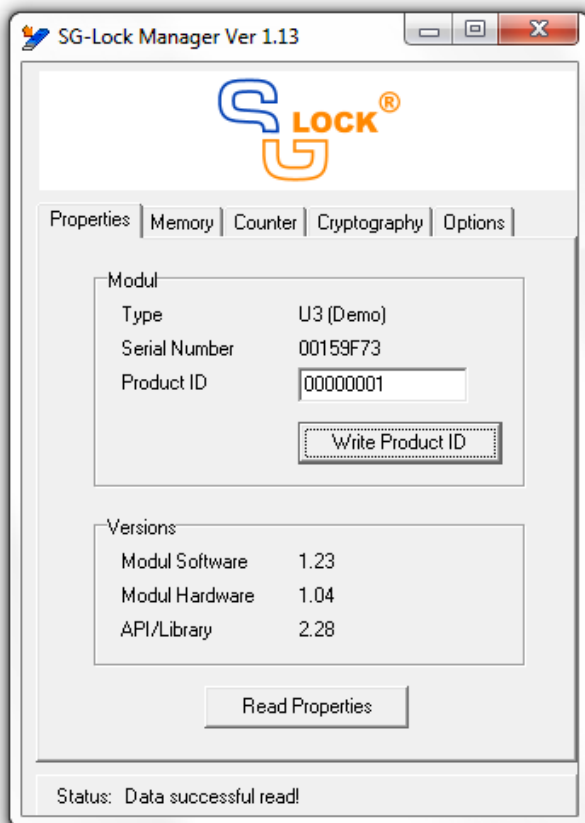 SG-Lock Manager Ver 1.13
SG LOCK®
Properties Memory Counter Cryptography Options
Modul
Type U3 (Demo)
Serial Number 00159F73
Product ID 00000001
Write Product ID
Versions
Modul Software 1.23
Modul Hardware 1.04
API/Library 2.28
Read Properties
Status: Data successful read!